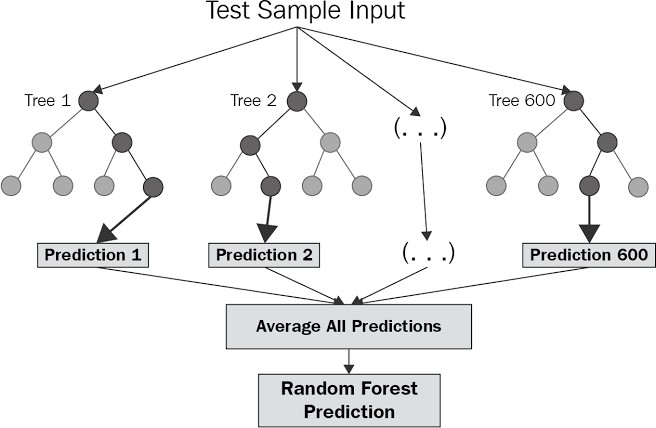 Test Sample Input
Tree 1
Tree 2
Tree 600
(. . .)
(. . .)
Prediction 1
Prediction 2
Prediction 600
Average All Predictions
Random Forest
Prediction